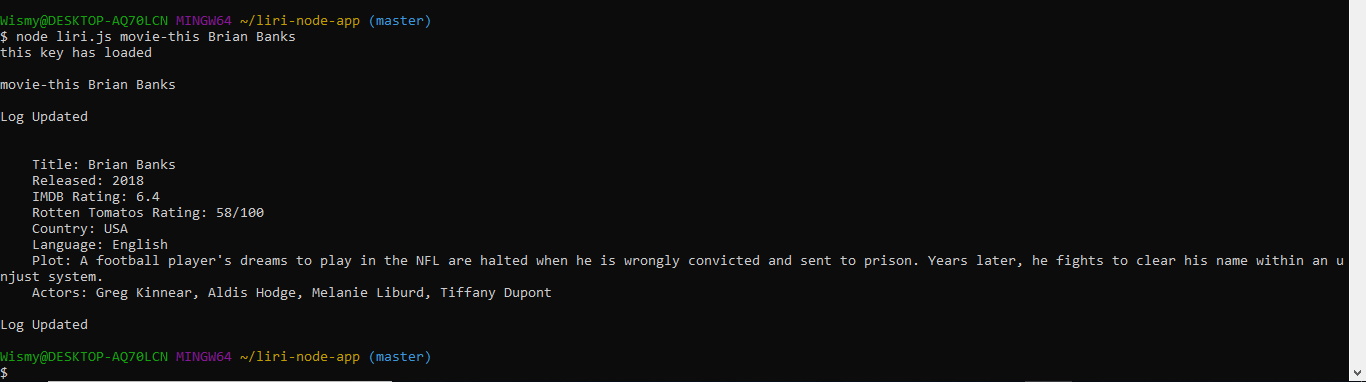 Wismy@DESKTOP-AQ70LCN MINGW64 ~/liri-node-app (master)
$ node liri.js movie-this Brian Banks
this key has loaded
movie-this Brian Banks
Log Updated
Title: Brian Banks
Released: 2018
IMDB Rating: 6.4
Rotten Tomatos Rating: 58/100
Country: USA
Language: English
Plot: A football player's dreams to play in the NFL are halted when he is wrongly convicted and sent to prison. Years later, he fights to clear his name within an u
njust system.
Actors: Greg Kinnear, Aldis Hodge, Melanie Liburd, Tiffany Dupont
Log Updated
Wismy@DESKTOP-AQ70LCN MINGW64 ~/liri-node-app (master)
$